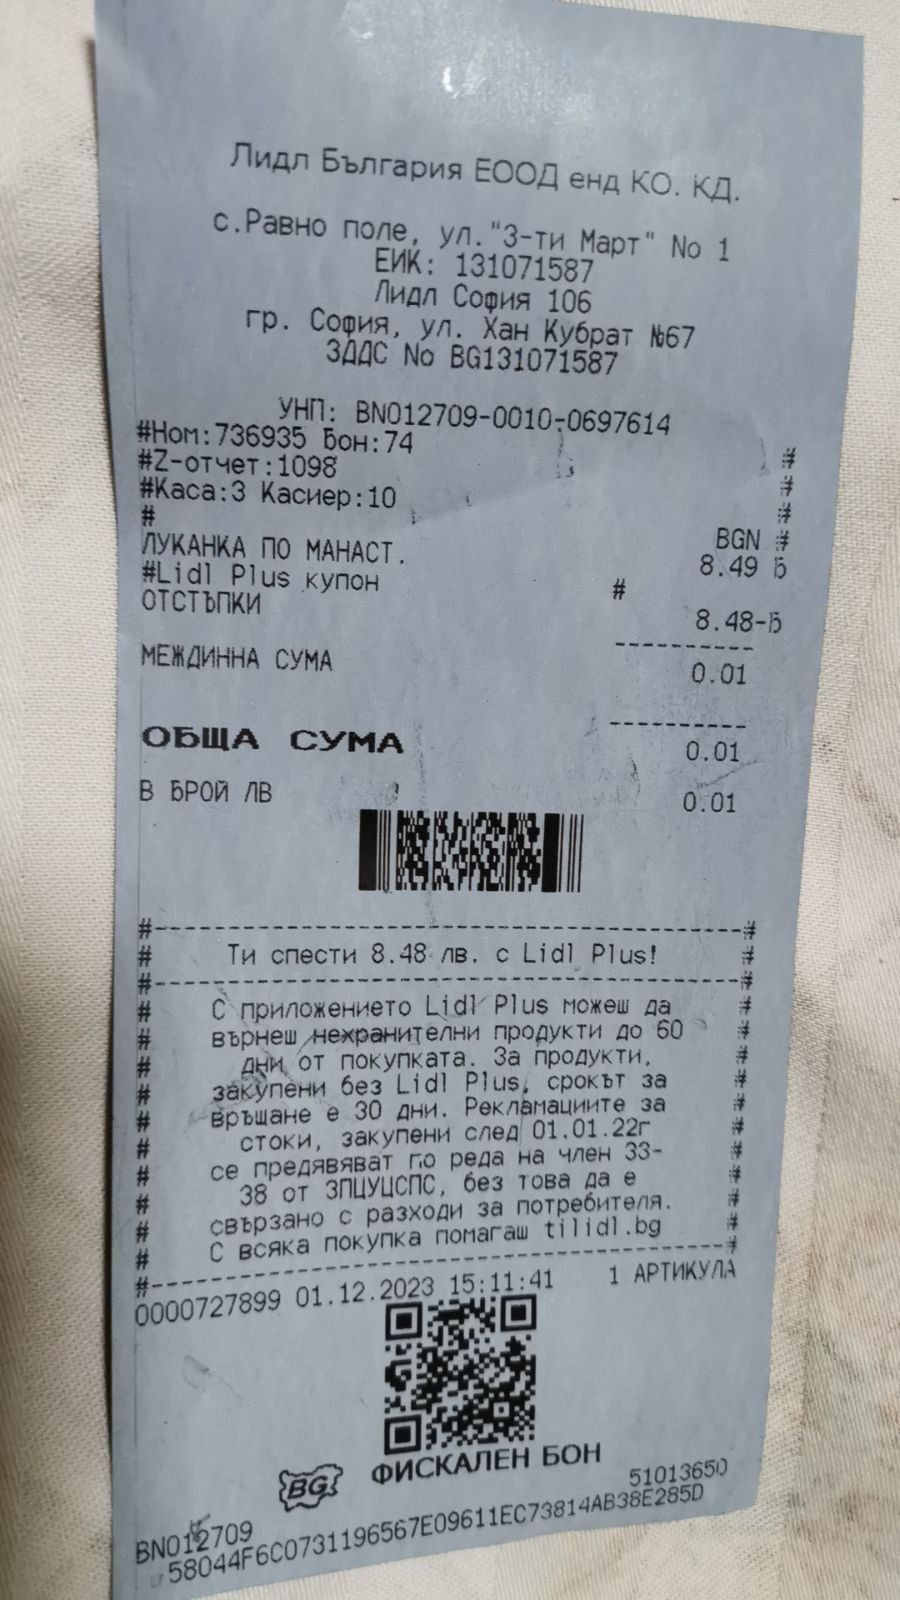 Лидл България ЕООД енд КО. КД.
с.Равно поле, ул."3-ти Март" No 1
ЕИК: 131071587
Лидл София 106
гр. София, ул. Хан Кубрат №67
ЗДДС No BG131071587
УНП: BN012709-0010-0697614
#Ном:736935 Бон:74 #
#Z-отчет:1098 #
#Каса:3 Касиер:10 #
# BGN #
ЛУКАНКА ПО МАНАСТ. 8.49 Б
#Lidl Plus купон #
ОТСТЪПКИ 8.48-Б
----------
МЕЖДИННА СУМА 0.01
----------
ОБЩА СУМА 0.01
В БРОЙ ЛВ 0.01
#--------------------------------------#
# Ти спести 8.48 лв. с Lidl Plus! #
#--------------------------------------#
# С приложението Lidl Plus можеш да #
# върнеш нехранителни продукти до 60 #
# дни от покупката. За продукти, #
# закупени без Lidl Plus, срокът за #
# връщане е 30 дни. Рекламациите за #
# стоки, закупени след 01.01.22г #
# се предявяват по реда на член 33- #
# 38 от ЗПЦУЦСПС, без това да е #
# свързано с разходи за потребителя. #
# С всяка покупка помагаш tilidl.bg #
#--------------------------------------#
0000727899 01.12.2023 15:11:41 1 АРТИКУЛА
BG ФИСКАЛЕН БОН
BN012709 51013650
58044F6C0731196567E09611EC73814AB38E285D